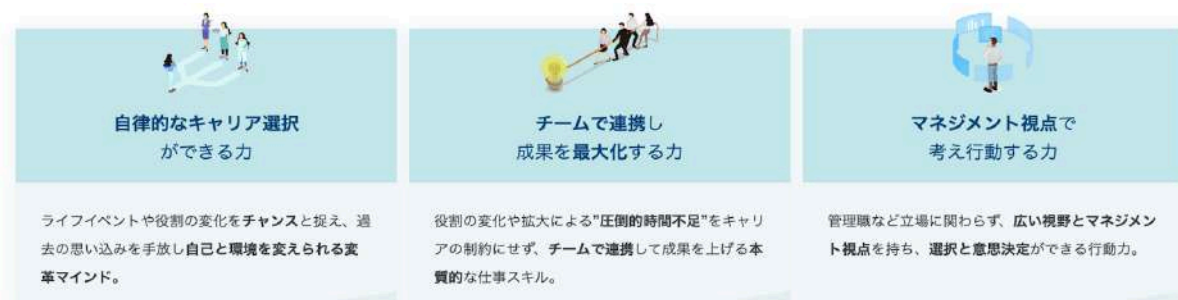 自律的なキャリア選択
ができる力
ライフイベントや役割の変化をチャンスと捉え、過
去の思い込みを手放し自己と環境を変えられる変
革マインド。
チームで連携し
成果を最大化する力
役割の変化や拡大による"圧倒的時間不足"をキャリ
アの制約にせず、チームで連携して成果を上げる本
質的な仕事スキル。
マネジメント視点で
考え行動する力
管理職など立場に関わらず、広い視野とマネジメン
ト視点を持ち、選択と意思決定ができる行動力。